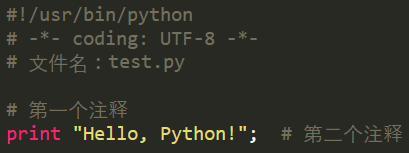 #!/usr/bin/python
# -*- coding: UTF-8 -*-
# 文件名：test.py

# 第一个注释
print "Hello, Python!";  # 第二个注释